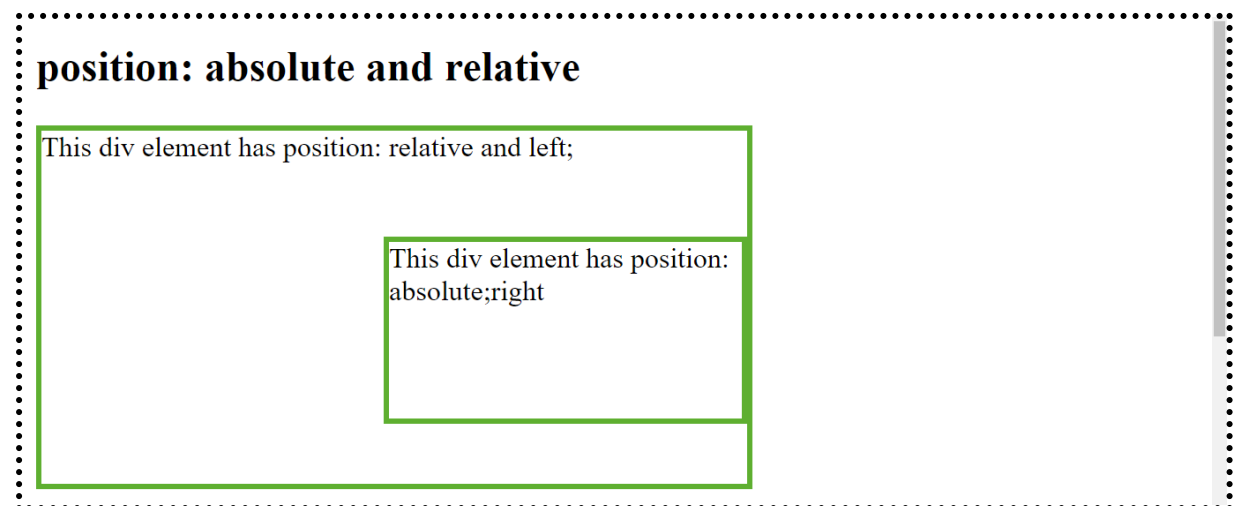 position: absolute and relative
This div element has position: relative and left;
This div element has position:
absolute;right